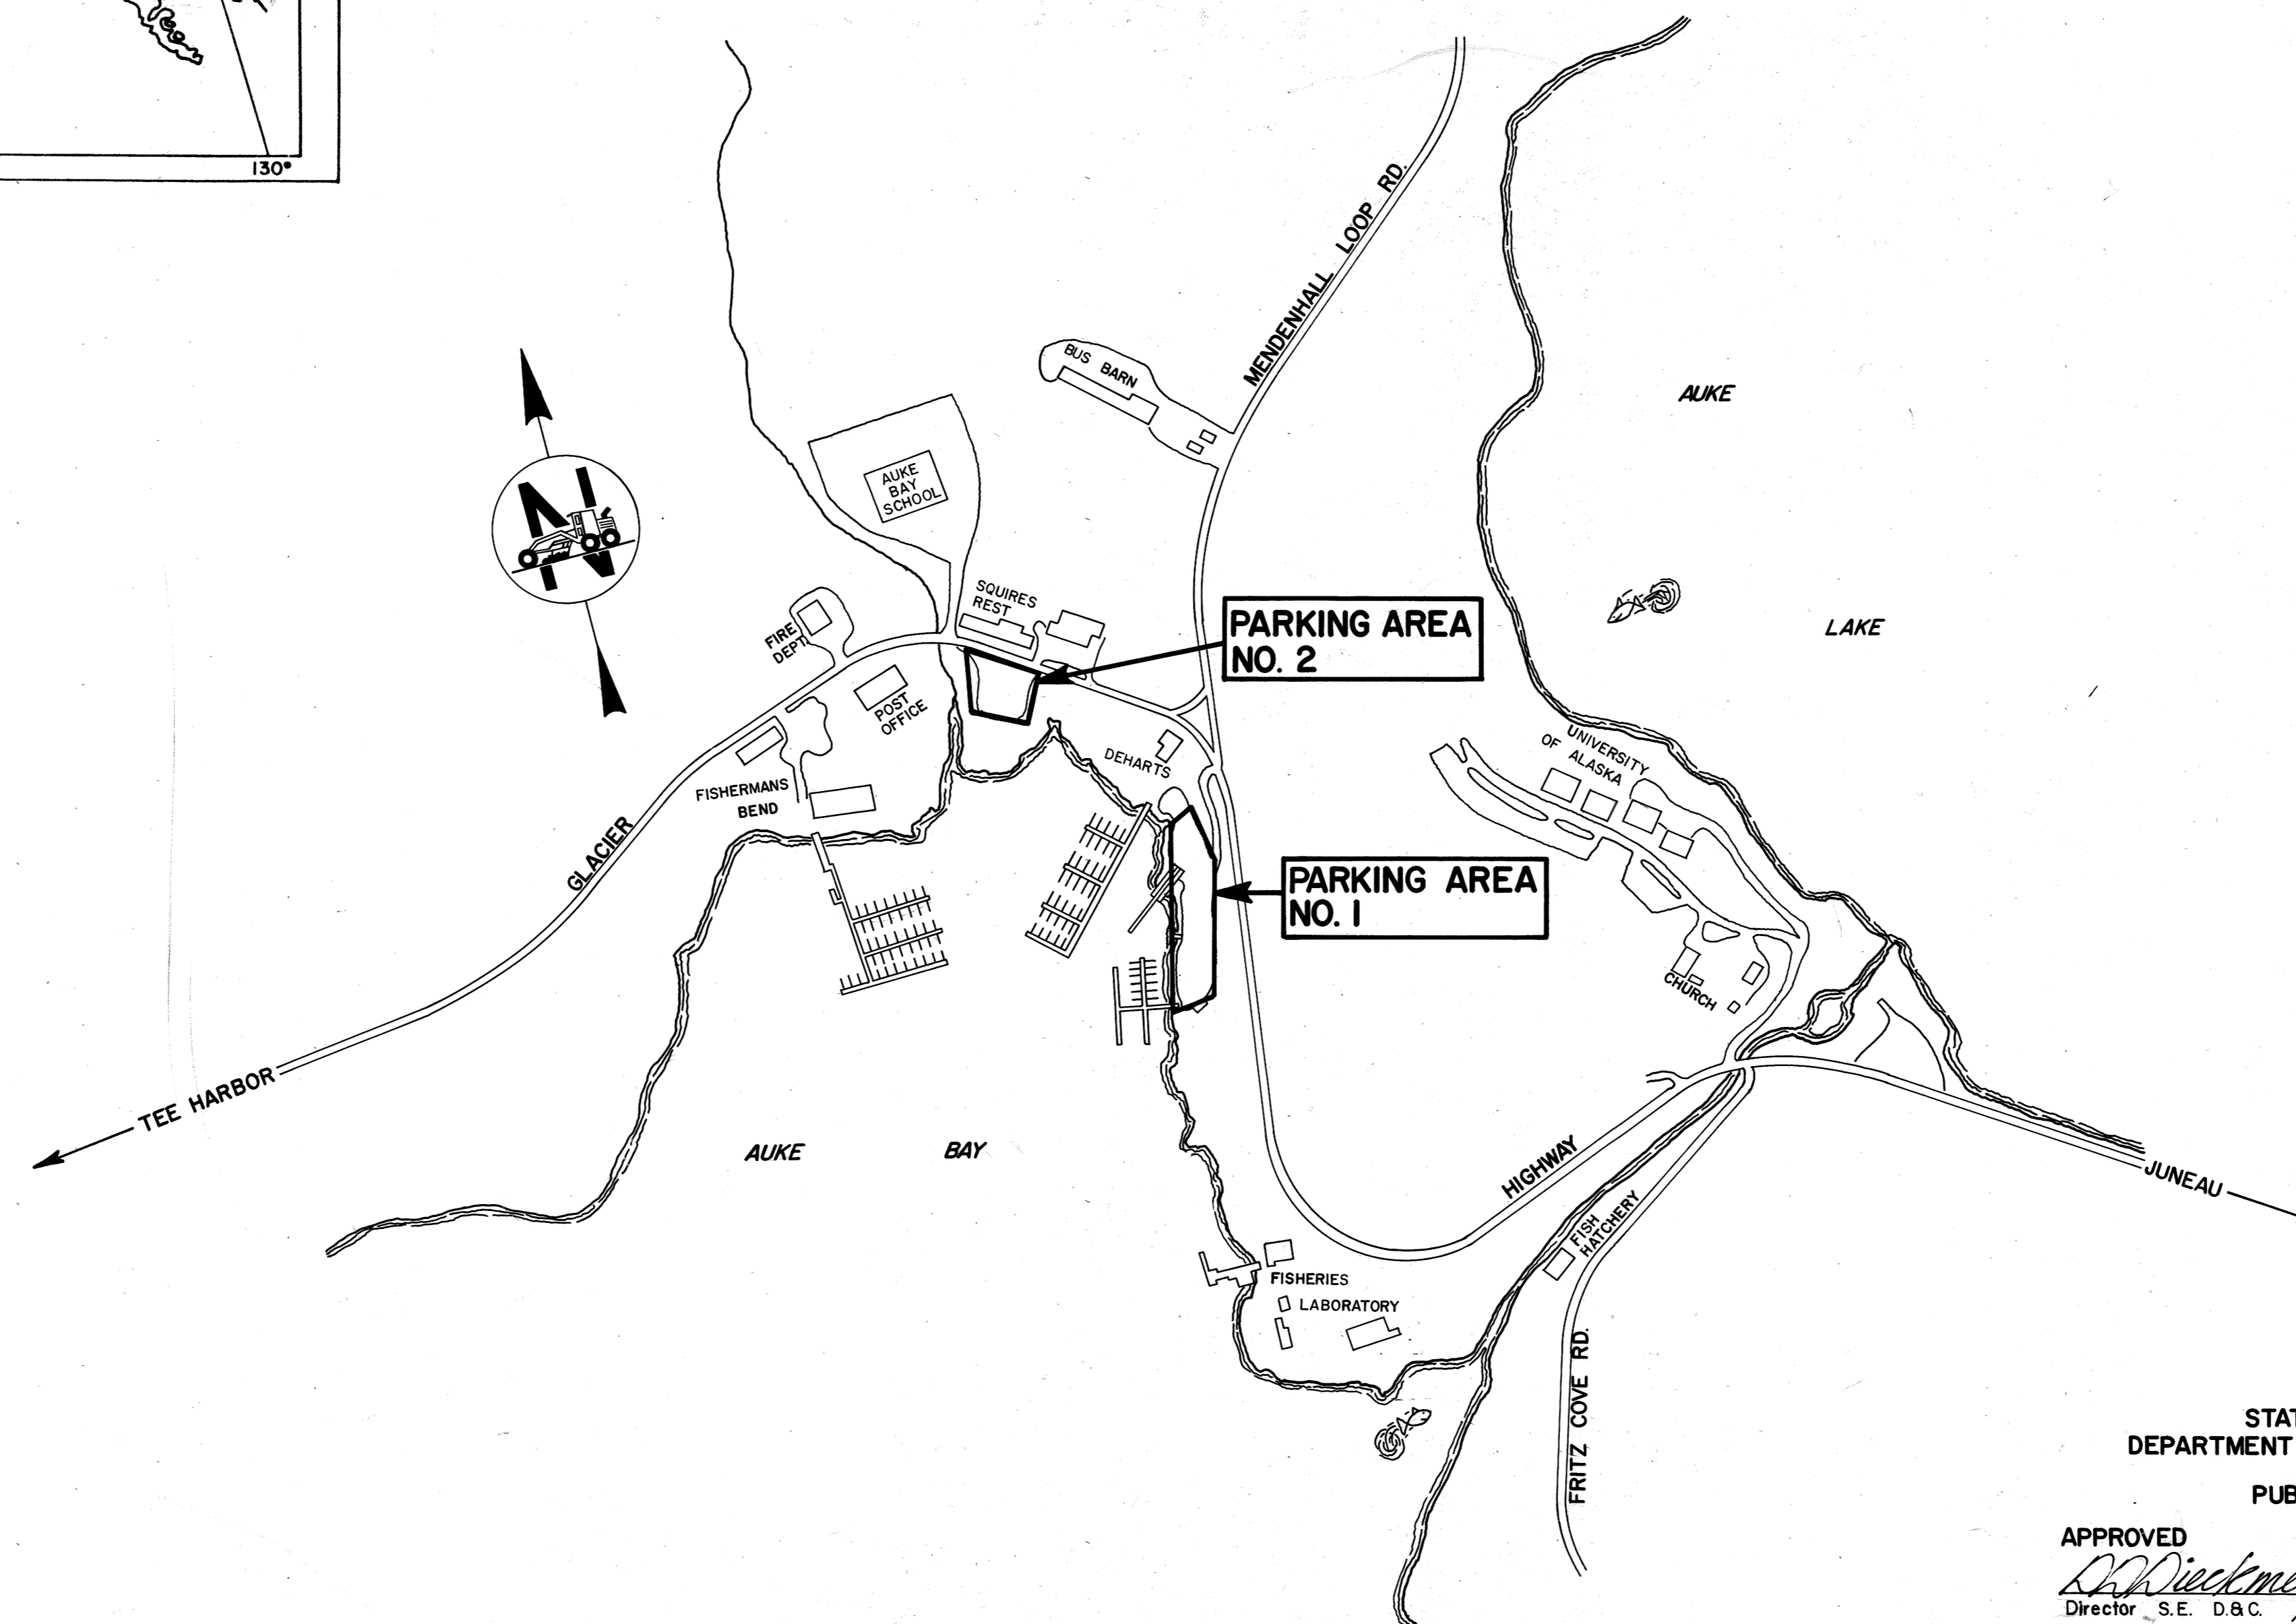 130°
MENDENHALL LOOP RD.
BUS BARN
AUKE
LAKE
AUKE
BAY
SCHOOL
N
SQUIRES
REST
FIRE
DEPT.
PARKING AREA
NO. 2
POST
OFFICE
DEHARTS
UNIVERSITY
OF ALASKA
FISHERMANS
BEND
GLACIER
PARKING AREA
NO. 1
CHURCH
TEE HARBOR
AUKE BAY
HIGHWAY
JUNEAU
FISH
HATCHERY
FISHERIES
LABORATORY
FRITZ COVE RD.
STAT
DEPARTMENT
PUB
APPROVED
Director S.E. D.&C.